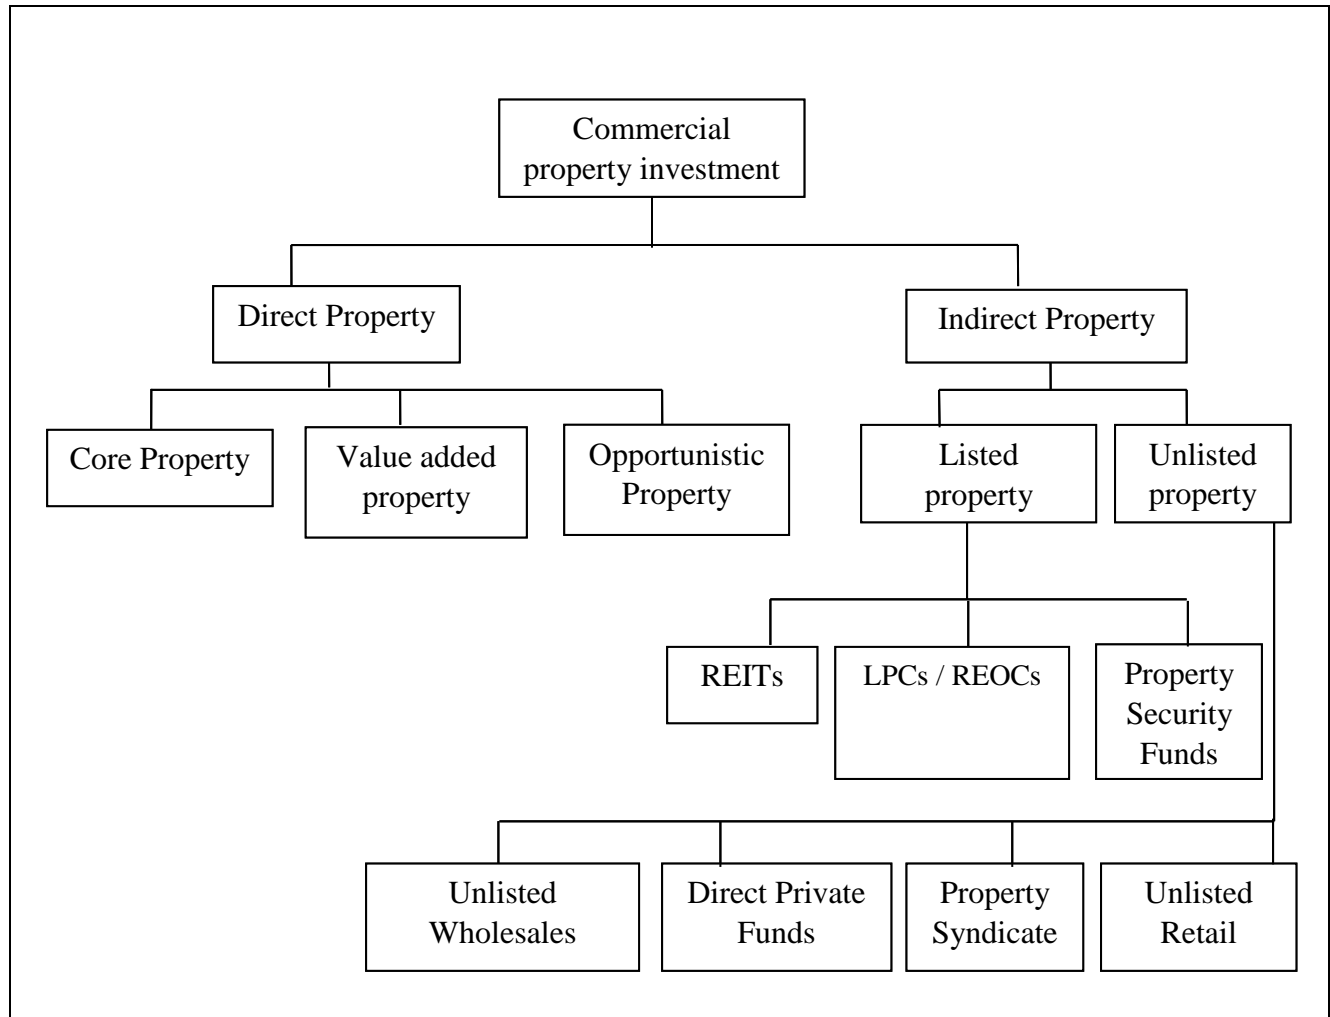 Commercial
property investment
Direct Property
Indirect Property
Core Property
Value added
property
Opportunistic
Property
Listed
property
Unlisted
property
REITs
LPCs / REOCs
Property
Security
Funds
Unlisted
Wholesales
Direct Private
Funds
Property
Syndicate
Unlisted
Retail